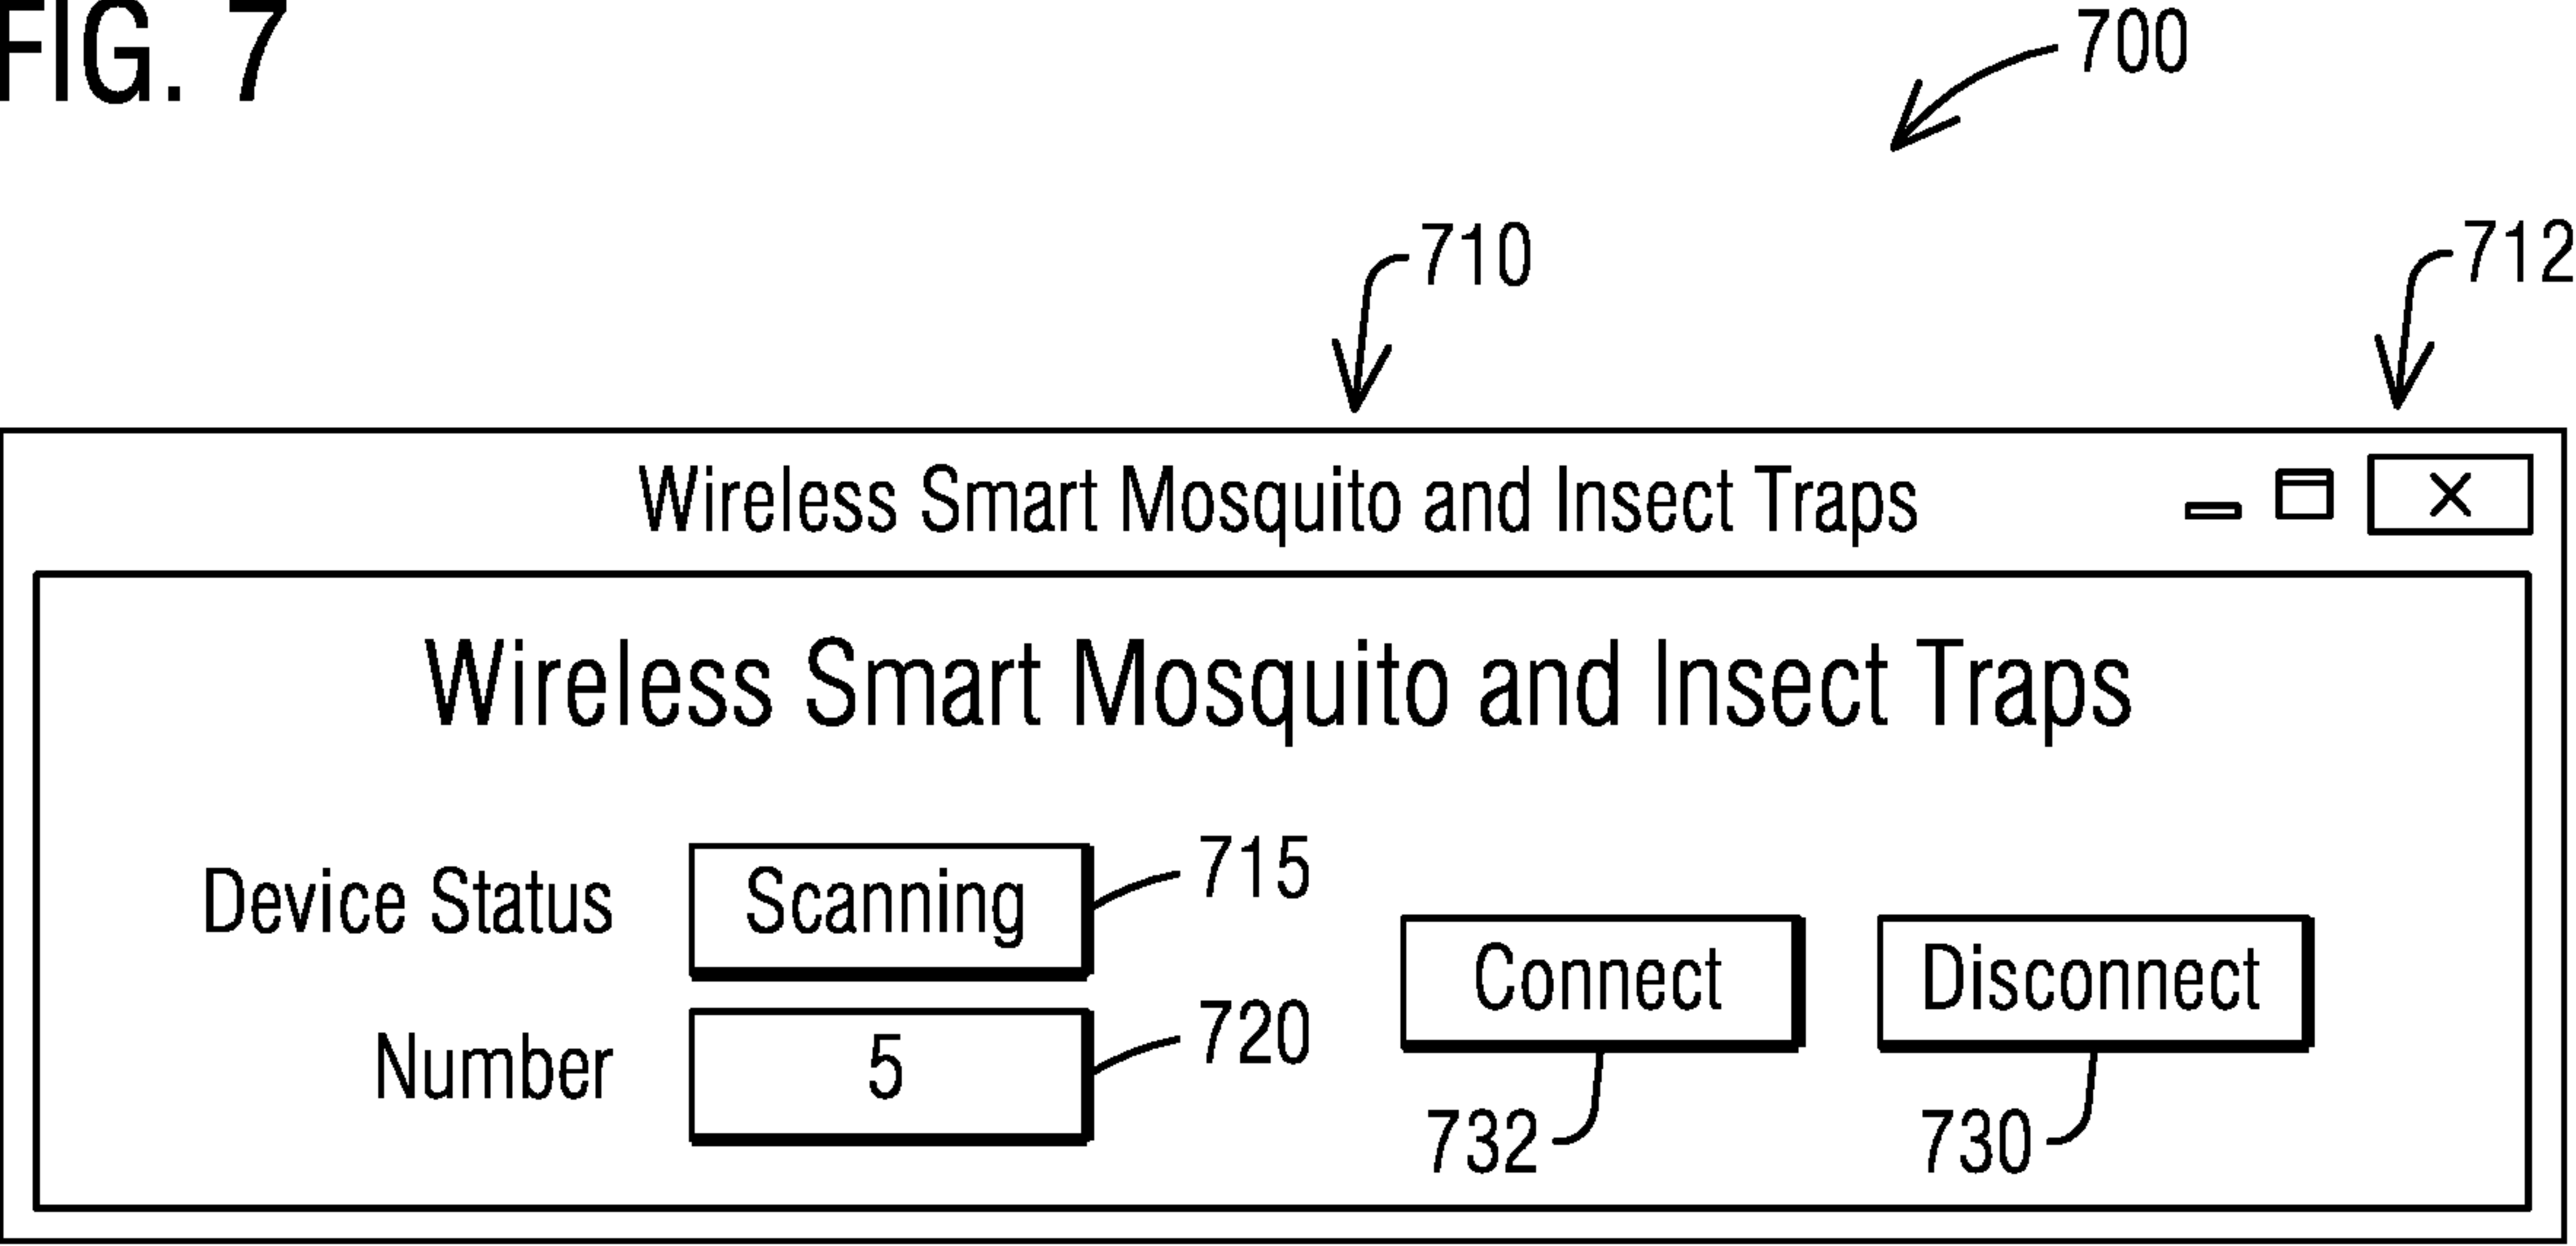 FIG. 7
700
710
712
Wireless Smart Mosquito and Insect Traps
Wireless Smart Mosquito and Insect Traps
Device Status Scanning 715
Connect Disconnect
Number 5 720
732 730